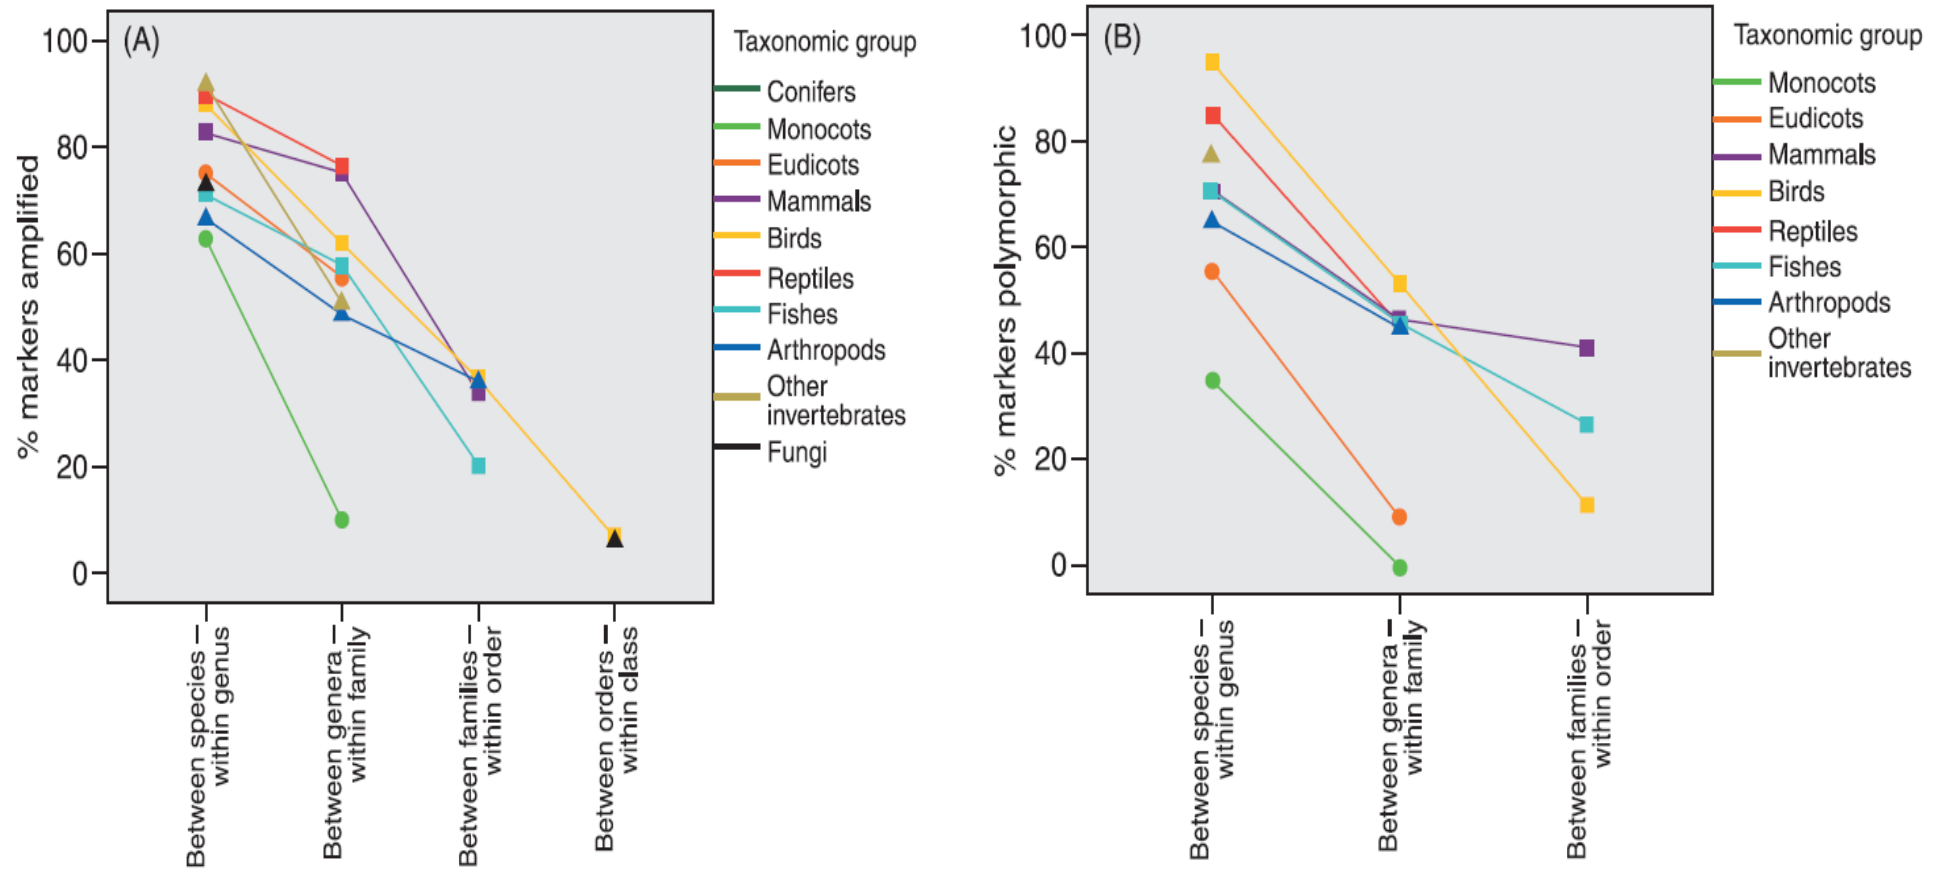 (A)
% markers amplified
100
80
60
40
20
0
Between species
within genus
Between genera
within family
Between families
within order
Between orders
within class
Taxonomic group
Conifers
Monocots
Eudicots
Mammals
Birds
Reptiles
Fishes
Arthropods
Other
invertebrates
Fungi
(B)
% markers polymorphic
100
80
60
40
20
0
Between species
within genus
Between genera
within family
Between families
within order
Taxonomic group
Monocots
Eudicots
Mammals
Birds
Reptiles
Fishes
Arthropods
Other
invertebrates